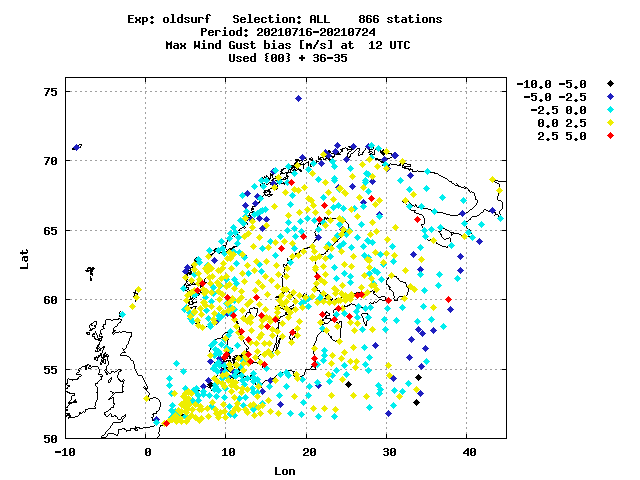 Exp: oldsurf   Selection: ALL    866 stations
Period: 20210716-20210724
Max Wind Gust bias [m/s] at  12 UTC
Used {00} + 36-35
-10.0 -5.0
-5.0 -2.5
-2.5 0.0
0.0 2.5
2.5 5.0
75
70
65
60
55
50
Lat
-10 0 10 20 30 40
Lon